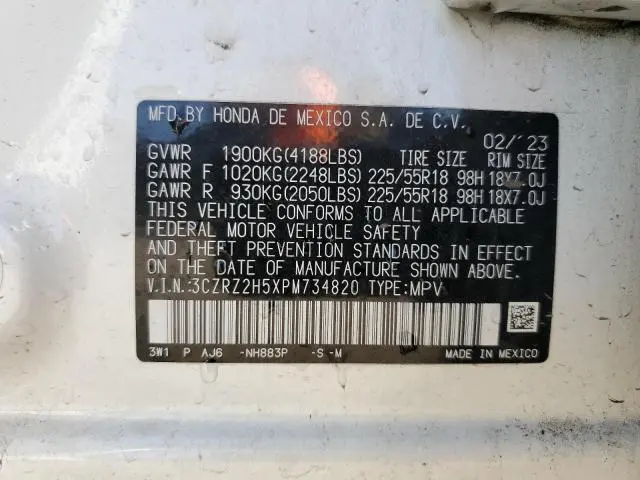 MFD.BY HONDA DE MEXICO S.A. DE C.V.
02/'23
GVWR 1900KG(4188LBS) TIRE SIZE RIM SIZE
GAWR F 1020KG(2248LBS) 225/55R18 98H 18X7.0J
GAWR R 930KG(2050LBS) 225/55R18 98H 18X7.0J
THIS VEHICLE CONFORMS TO ALL APPLICABLE
FEDERAL MOTOR VEHICLE SAFETY
AND THEFT PREVENTION STANDARDS IN EFFECT
ON THE DATE OF MANUFACTURE SHOWN ABOVE.
V.I.N.:3CZRZ2H5XPM734820 TYPE:MPV
3W1 P AJ6 -NH883P -S-M MADE IN MEXICO